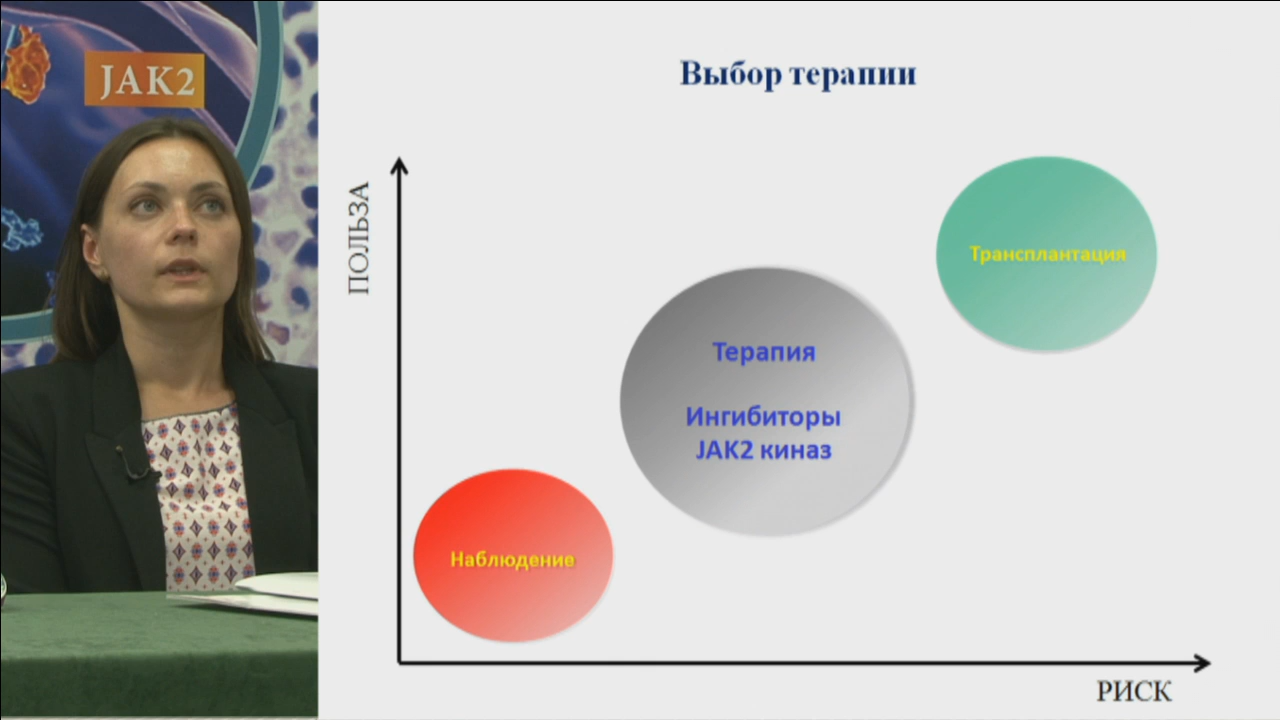 JAK2
Выбор терапии
ПОЛЬЗА
Трансплантация
Терапия
Ингибиторы
JAK2 киназ
Наблюдение
РИСК